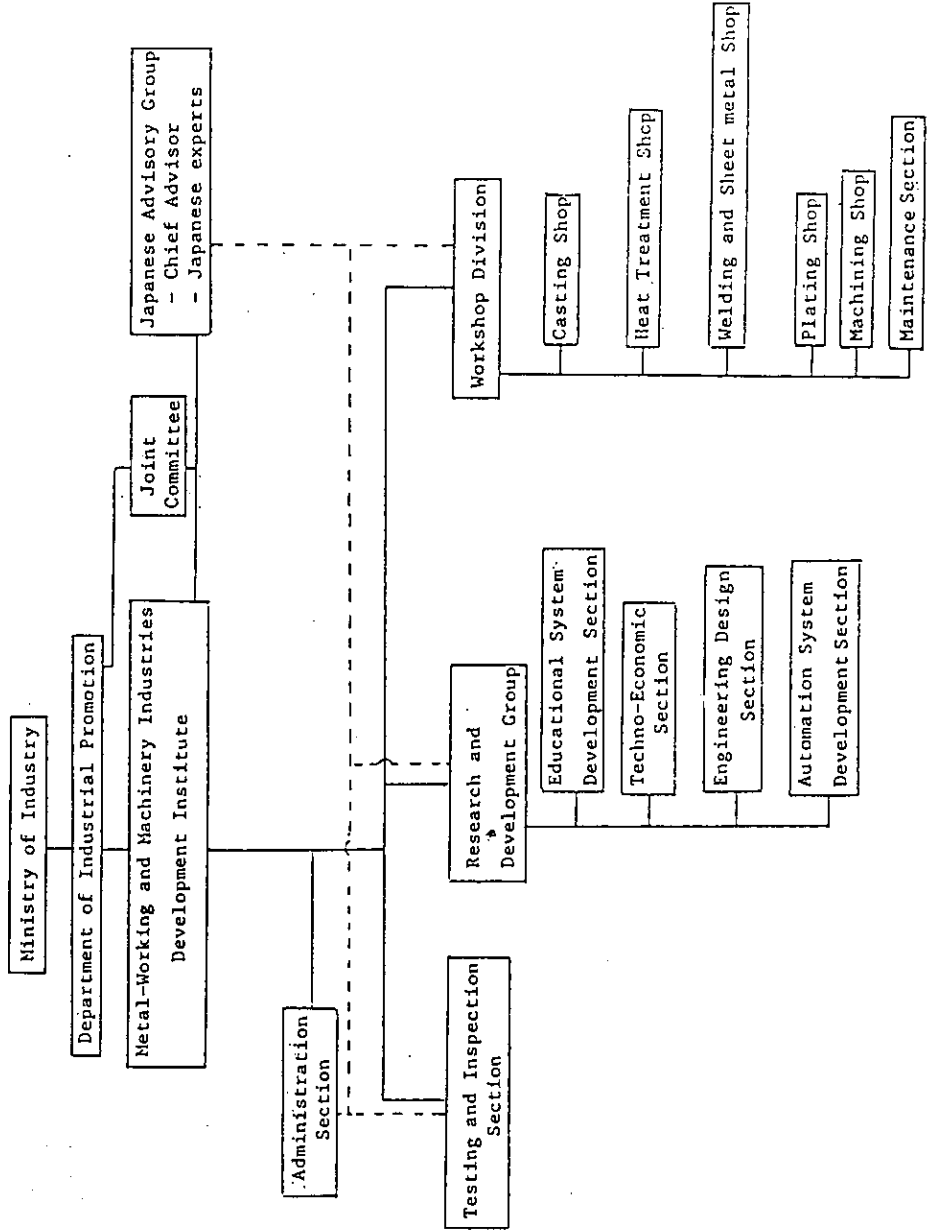 Ministry of Industry
Department of Industrial Promotion
Metal-Working and Machinery Industries
Development Institute
Joint
Committee
Japanese Advisory Group
- Chief Advisor
- Japanese experts
Administration
Section
Testing and Inspection
Section
Research and
Development Group
Educational System
Development Section
Techno-Economic
Section
Engineering Design
Section
Automation System
Development Section
Workshop Division
Casting Shop
Heat Treatment Shop
Welding and Sheet metal Shop
Plating Shop
Machining Shop
Maintenance Section